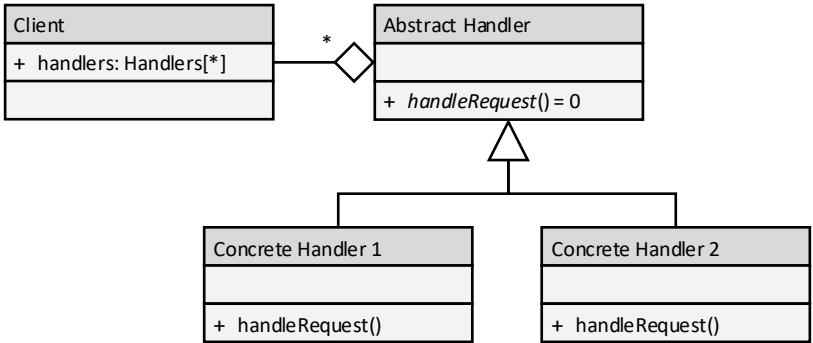 Client
+ handlers: Handlers[*]
*
Abstract Handler
+ handleRequest() = 0
Concrete Handler 1
+ handleRequest()
Concrete Handler 2
+ handleRequest()